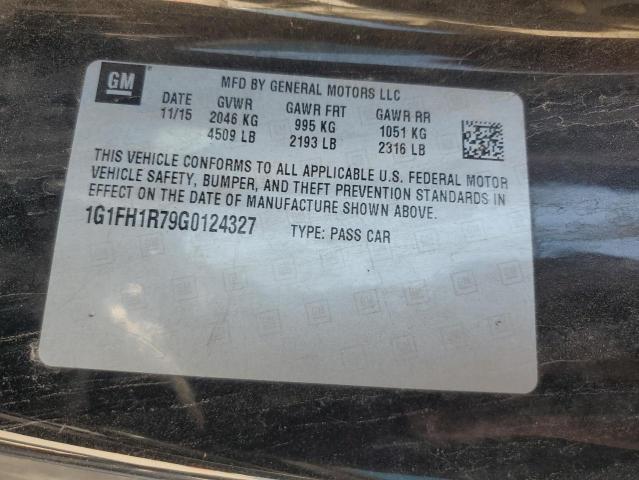 GM
MFD BY GENERAL MOTORS LLC
DATE GVWR GAWR FRT GAWR RR
11/15 2046 KG 995 KG 1051 KG
4509 LB 2193 LB 2316 LB
THIS VEHICLE CONFORMS TO ALL APPLICABLE U.S. FEDERAL MOTOR
VEHICLE SAFETY, BUMPER, AND THEFT PREVENTION STANDARDS IN
EFFECT ON THE DATE OF MANUFACTURE SHOWN ABOVE.
1G1FH1R79G0124327 TYPE: PASS CAR